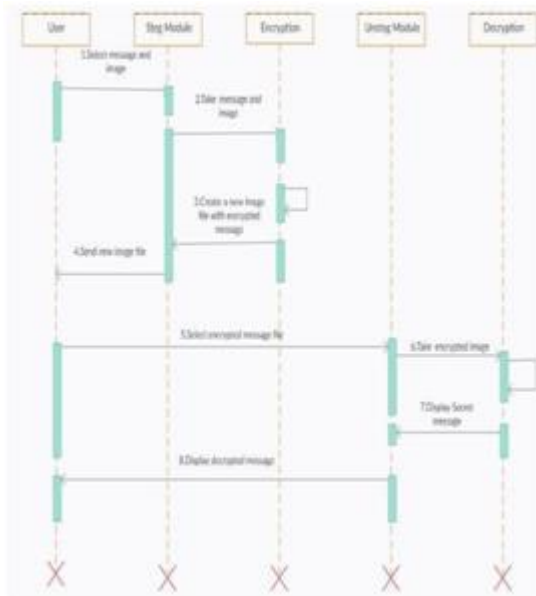 User
Steg Module
Encryption
Unsteg Module
Decryption
1.Select message and
image
2.Take message and
image
3.Create a new image
file with encrypted
message
4.Send new image file
5.Select encrypted message file
6.Take encrypted image
7.Display Secret
message
8.Display decrypted message